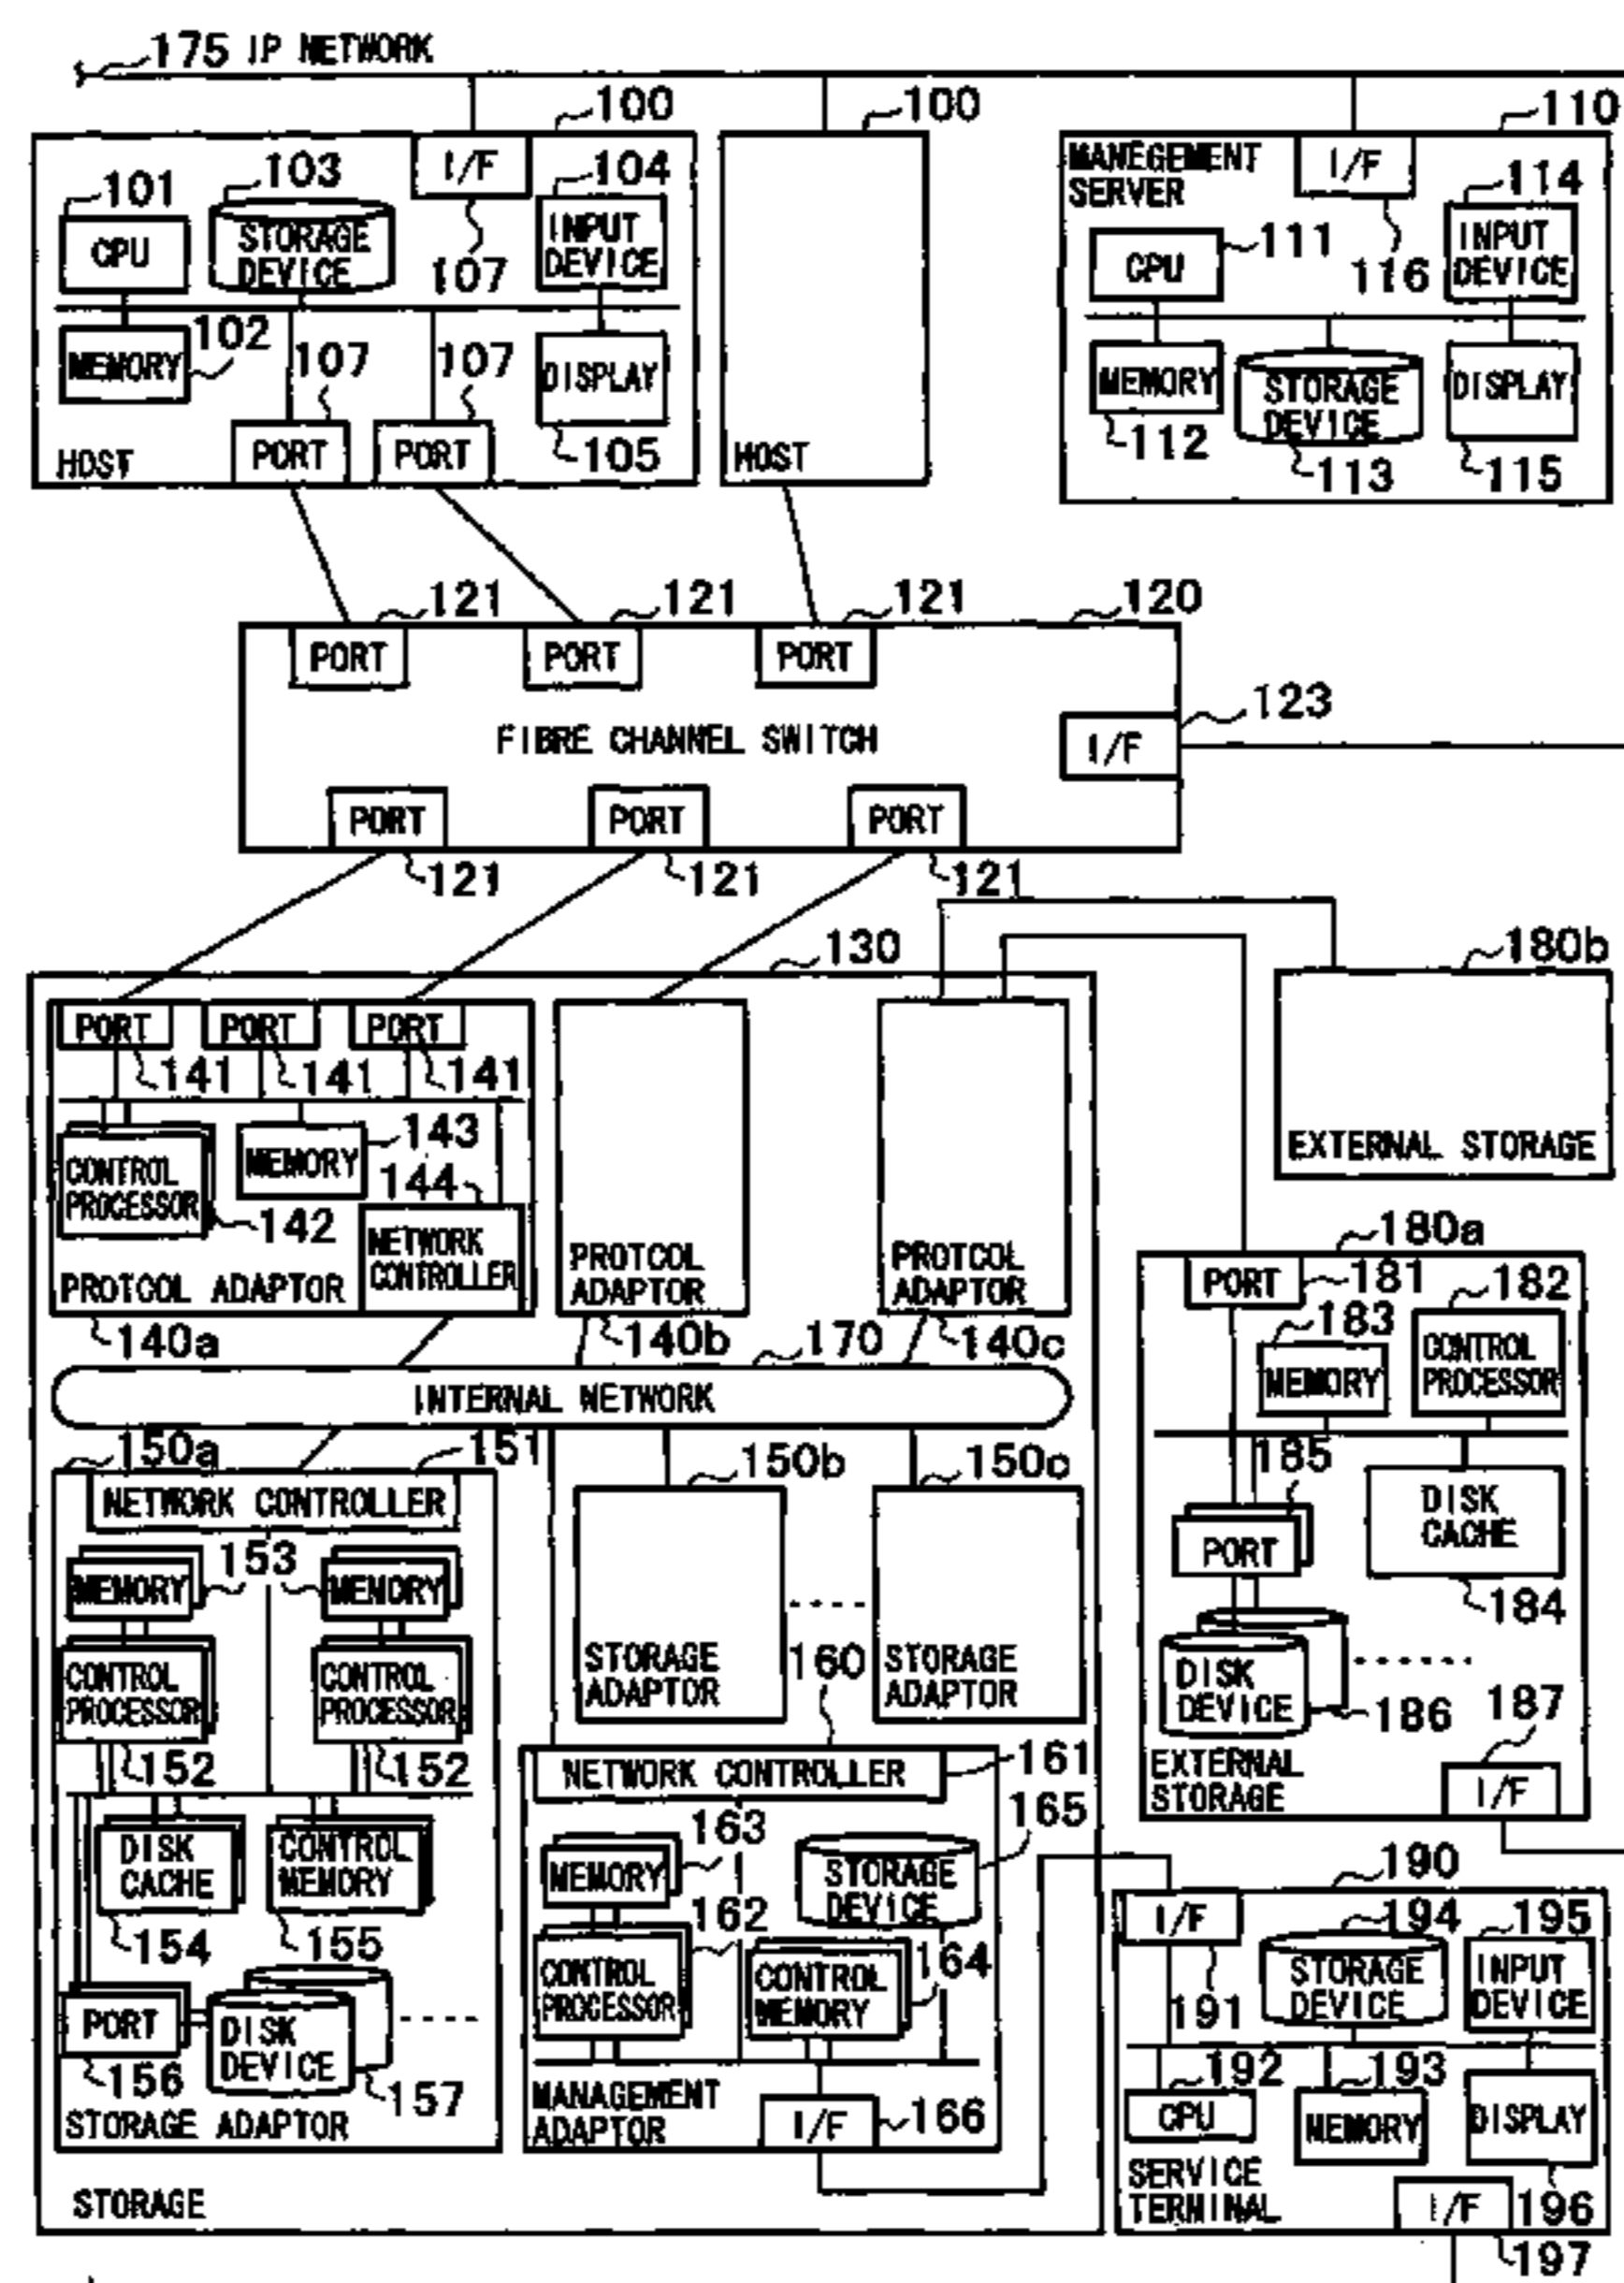 175 IP NETWORK
100
100
110
I/F
MANEGEMENT
SERVER
I/F
101
103
104
114
CPU
STORAGE
DEVICE
107
INPUT
DEVICE
CPU
111
116
INPUT
DEVICE
MEMORY
102
107
107
DISPLAY
MEMORY
STORAGE
DEVICE
DISPLAY
HOST
PORT
PORT
105
HOST
112
113
115
121
121
121
120
PORT
PORT
PORT
123
FIBRE CHANNEL SWITCH
I/F
PORT
PORT
PORT
121
121
121
130
180b
PORT
PORT
PORT
141
141
141
143
EXTERNAL STORAGE
CONTROL
PROCESSOR
MEMORY
144
142
NETWORK
CONTROLLER
PROTCOL
ADAPTOR
PROTCOL
ADAPTOR
180a
PROTCOL ADAPTOR
PORT
181
182
140a
140b
170
140c
183
MEMORY
CONTROL
PROCESSOR
INTERNAL NETWORK
150a
151
150b
150c
185
NETWORK CONTROLLER
DISK
CACHE
153
PORT
MEMORY
MEMORY
184
CONTROL
PROCESSOR
CONTROL
PROCESSOR
STORAGE
ADAPTOR
160
STORAGE
ADAPTOR
DISK
DEVICE
186
187
152
152
NETWORK CONTROLLER
161
EXTERNAL
STORAGE
I/F
DISK
CACHE
CONTROL
MEMORY
163
165
MEMORY
STORAGE
DEVICE
190
154
155
162
I/F
194
195
CONTROL
PROCESSOR
CONTROL
MEMORY
164
STORAGE
DEVICE
INPUT
DEVICE
PORT
DISK
DEVICE
191
156
157
192
193
STORAGE ADAPTOR
MANAGEMENT
ADAPTOR
I/F
166
CPU
MEMORY
DISPLAY
SERVICE
TERMINAL
STORAGE
I/F
196
197